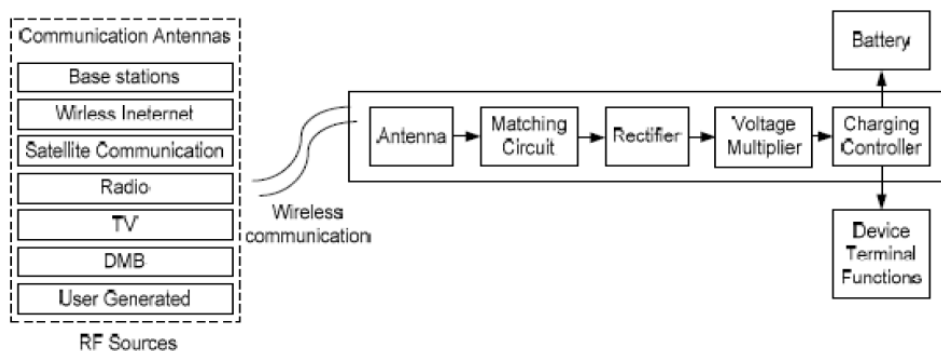 Communication Antennas
Base stations
Wirless Ineternet
Satellite Communication
Radio
TV
DMB
User Generated
RF Sources
Wireless
communication
Antenna
Matching
Circuit
Rectifier
Voltage
Multiplier
Charging
Controller
Battery
Device
Terminal
Functions